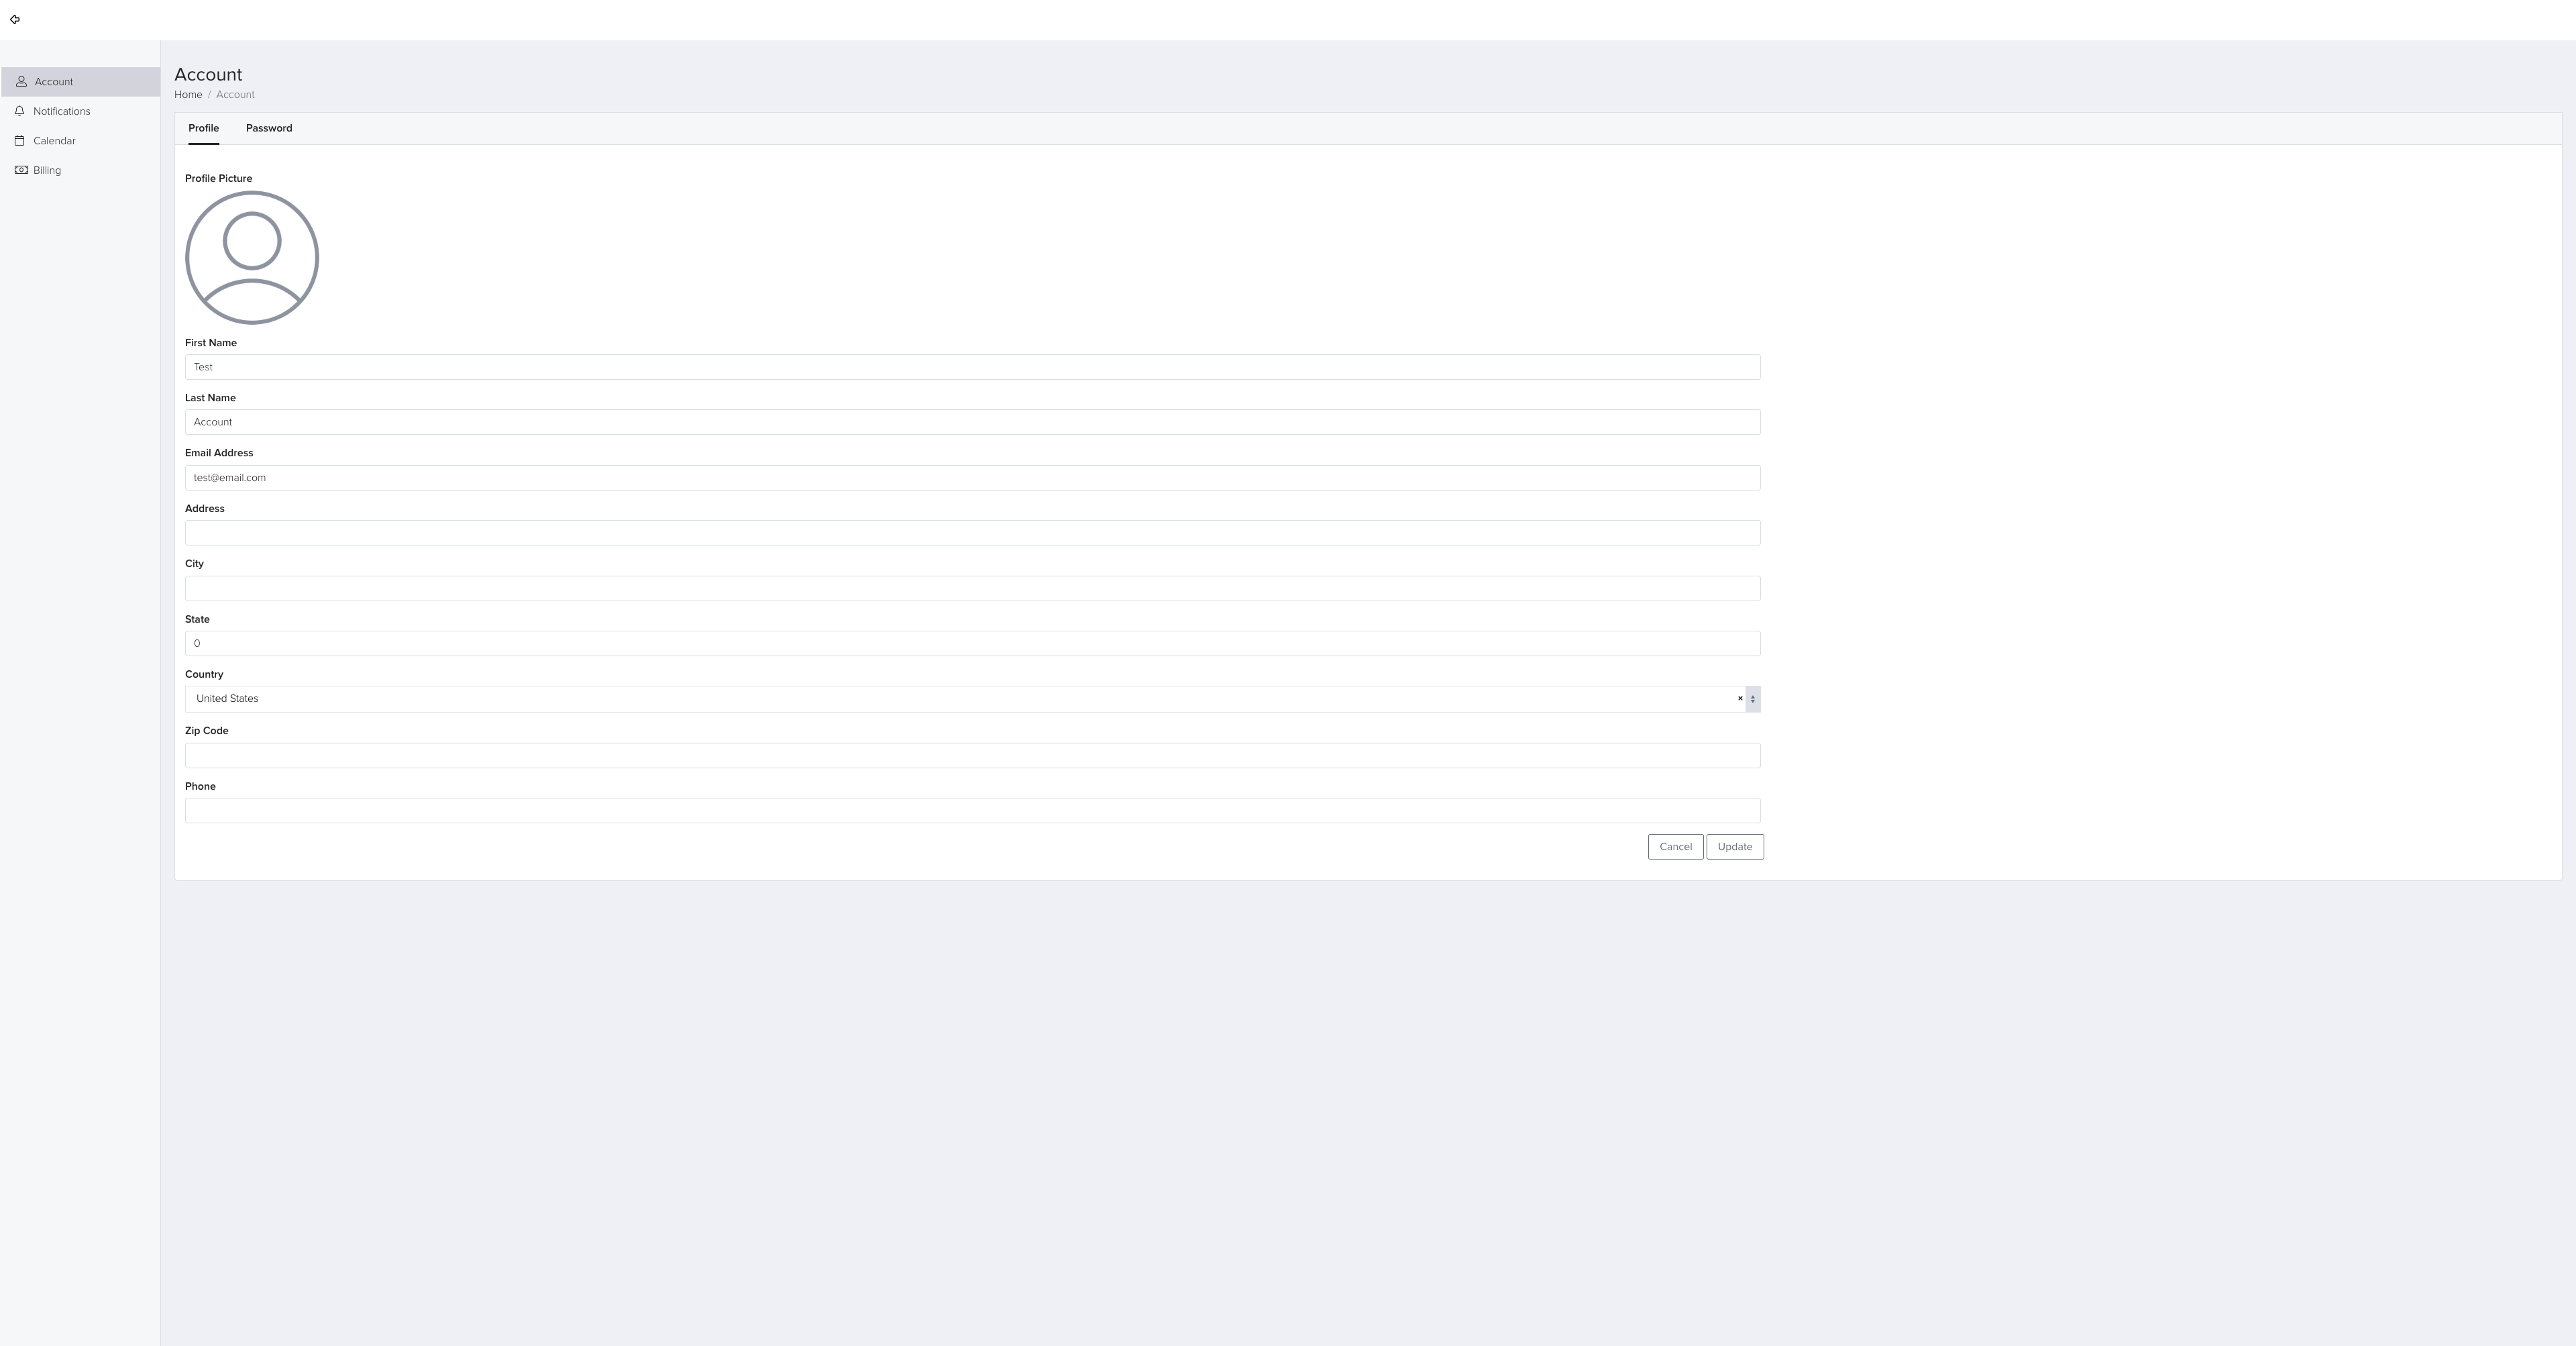 Account
Notifications
Calendar
Billing
Account
Home / Account
Profile Password
Profile Picture
First Name
Test
Last Name
Account
Email Address
test@email.com
Address
City
State
0
Country
United States ×
Zip Code
Phone
Cancel Update